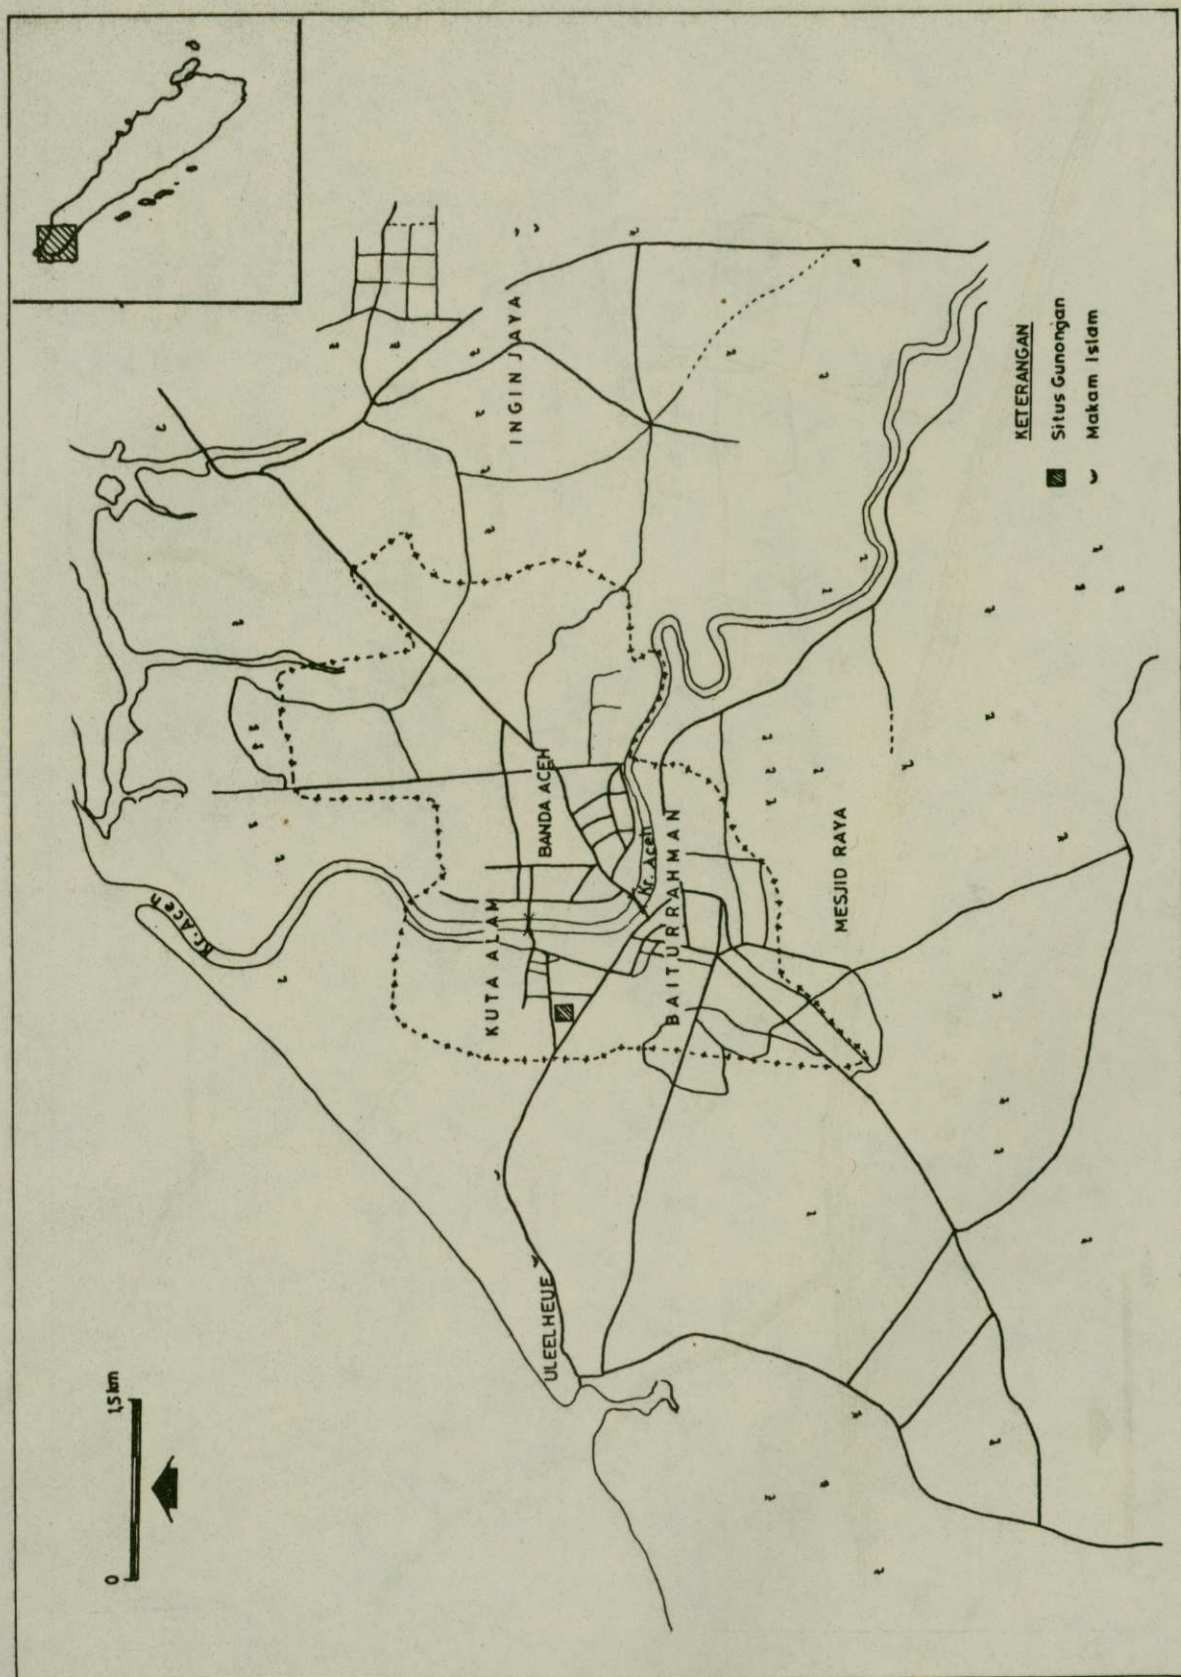 0 1,5 km
Kr. Aceh
KUTA ALAM
INGIN JAYA
BANDA ACEH
ULEELHEUE
Kr. Aceh
BAITURRAHMAN
MESJID RAYA
KETERANGAN
Situs Gunongan
Makam Islam